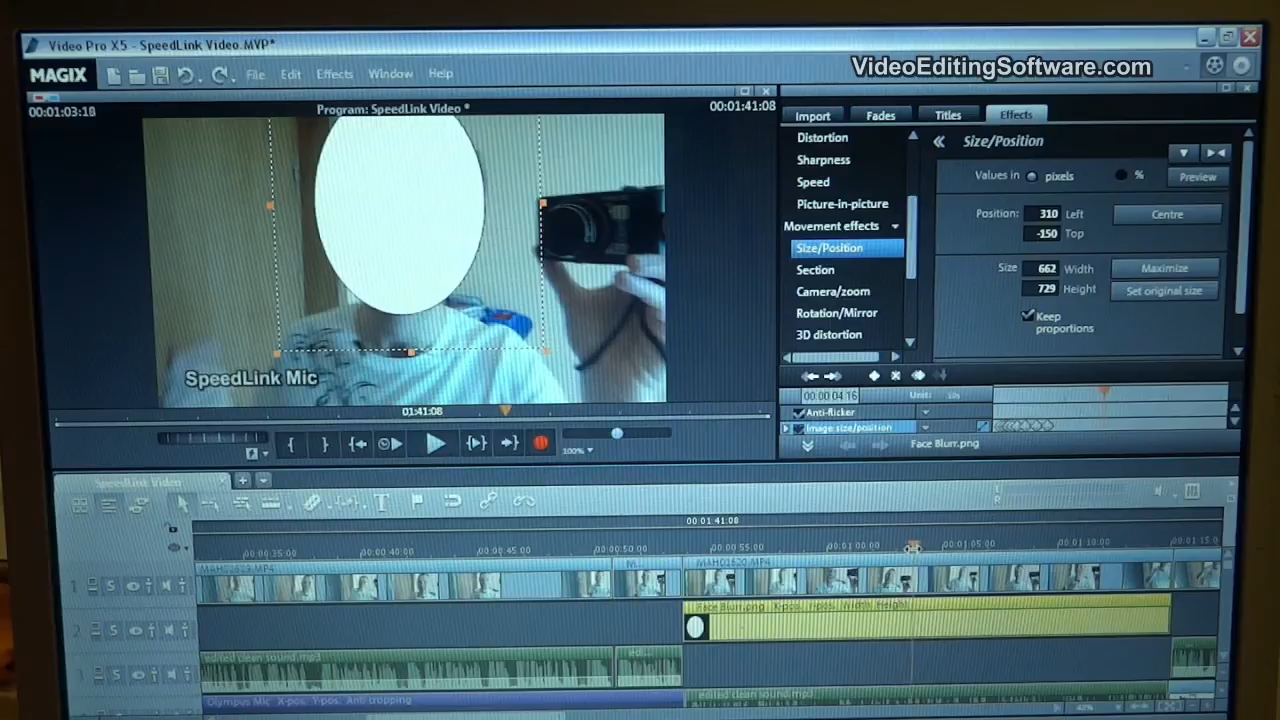 Video Pro X5 - SpeedLink Video.MVP*
MAGIX File Edit Effects Window Help
VideoEditingSoftware.com
00:01:03:18 Program: SpeedLink Video * 00:01:41:08
Import Fades Titles Effects
Distortion
Sharpness
Speed
Picture-in-picture
Movement effects
Size/Position
Section
Camera/zoom
Rotation/Mirror
3D distortion
Size/Position
Values in pixels %
Preview
Position: 310 Left Centre
-150 Top
Size 662 Width Maximize
729 Height Set original size
Keep
proportions
SpeedLink Mic
01:41:08
100%
00:00:04:16 Unit: 10s
Anti-flicker
Image size/position
Face Blurr.png
SpeedLink Video
L
R
00:01:41:08
00:00:35:00 00:00:40:00 00:00:45:00 00:00:50:00 00:00:55:00 00:01:00:00 00:01:05:00 00:01:10:00 00:01:15:0
1 S MAH01619.MP4 M... MAH01620.MP4
2 S Face Blurr.png X-pos, Y-pos, Width, Height
S edited clean sound.mp3 edi...
Olympus Mic X-pos, Y-pos, Anti cropping edited clean sound.mp3
42%